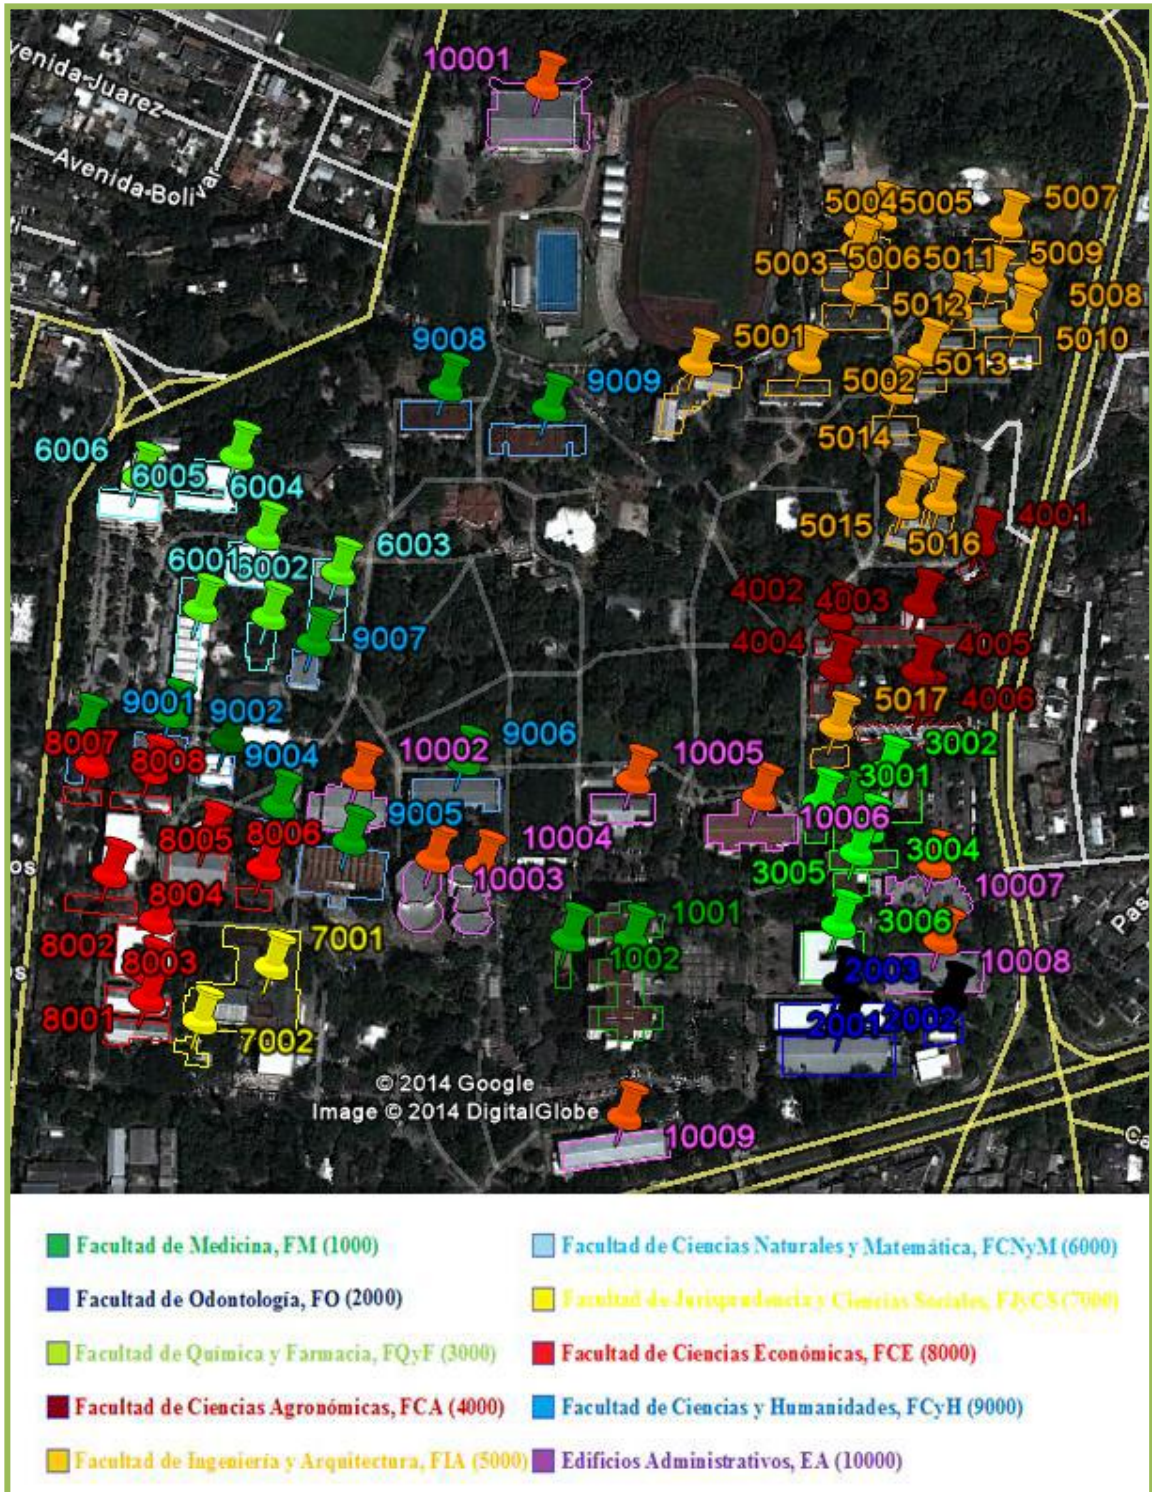 10001
venida-Juarez
Avenida-Bolivar
5004 5005 5007
5003 5006 5011 5009
5012 5008
9008 5001 5010
9009 5002 5013
5014
6006 6005
6004
5015 5016 4001
6001 6002 6003
4002 4003
9007 4004 4005
9001 9002 5017 4006
8007 9004 10002 9006 10005 3002
8008 3001
8005 8006 9005 10004 10006
3005 3004
8004 10003 10007
8002 7001 1001 3006
8003 1002 2003 10008
8001 7002 2001 2002
os
s
Pas
© 2014 Google
Image © 2014 DigitalGlobe
10009
Ca
Facultad de Medicina, FM (1000)
Facultad de Ciencias Naturales y Matemática, FCNyM (6000)
Facultad de Odontología, FO (2000)
Facultad de Jurisprudencia y Ciencias Sociales, FJyCS (7000)
Facultad de Química y Farmacia, FQyF (3000)
Facultad de Ciencias Económicas, FCE (8000)
Facultad de Ciencias Agronómicas, FCA (4000)
Facultad de Ciencias y Humanidades, FCyH (9000)
Facultad de Ingeniería y Arquitectura, FIA (5000)
Edificios Administrativos, EA (10000)